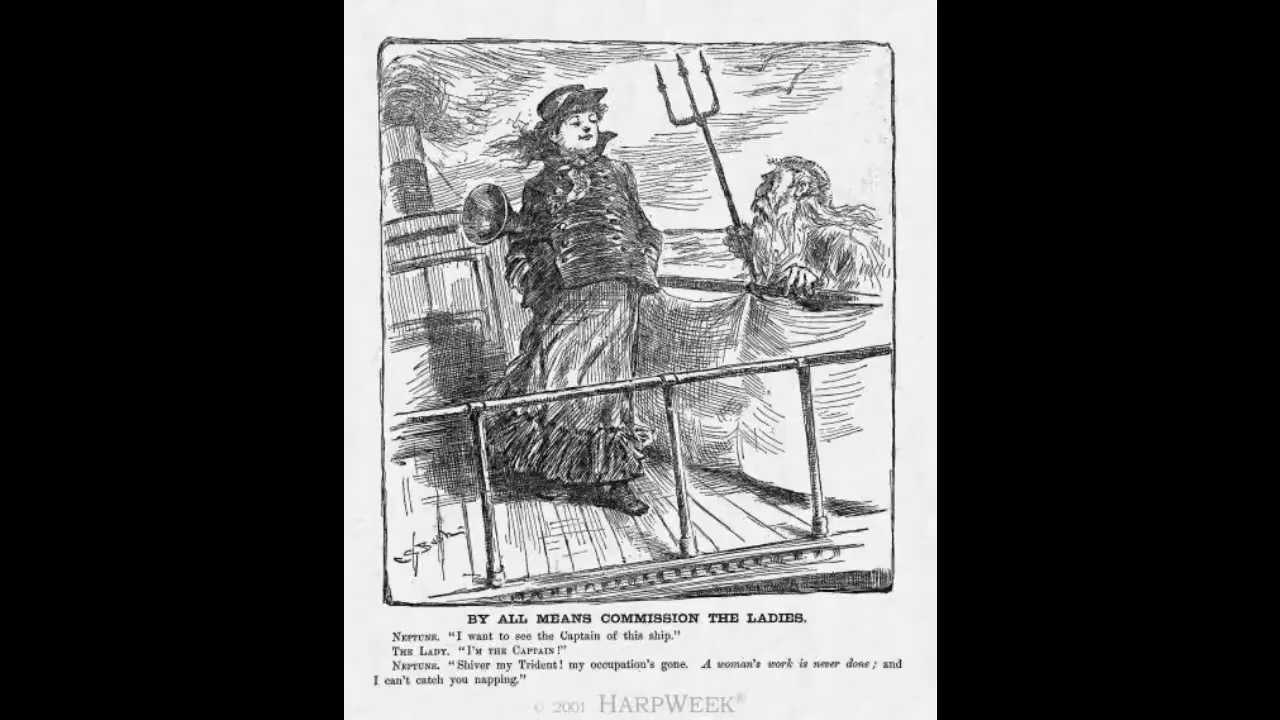 BY ALL MEANS COMMISSION THE LADIES.
NEPTUNE. "I want to see the Captain of this ship."
THE LADY. "I'M THE CAPTAIN!"
NEPTUNE. "Shiver my Trident! my occupation's gone. A woman's work is never done; and
I can't catch you napping."
© 2001 HARPWEEK®